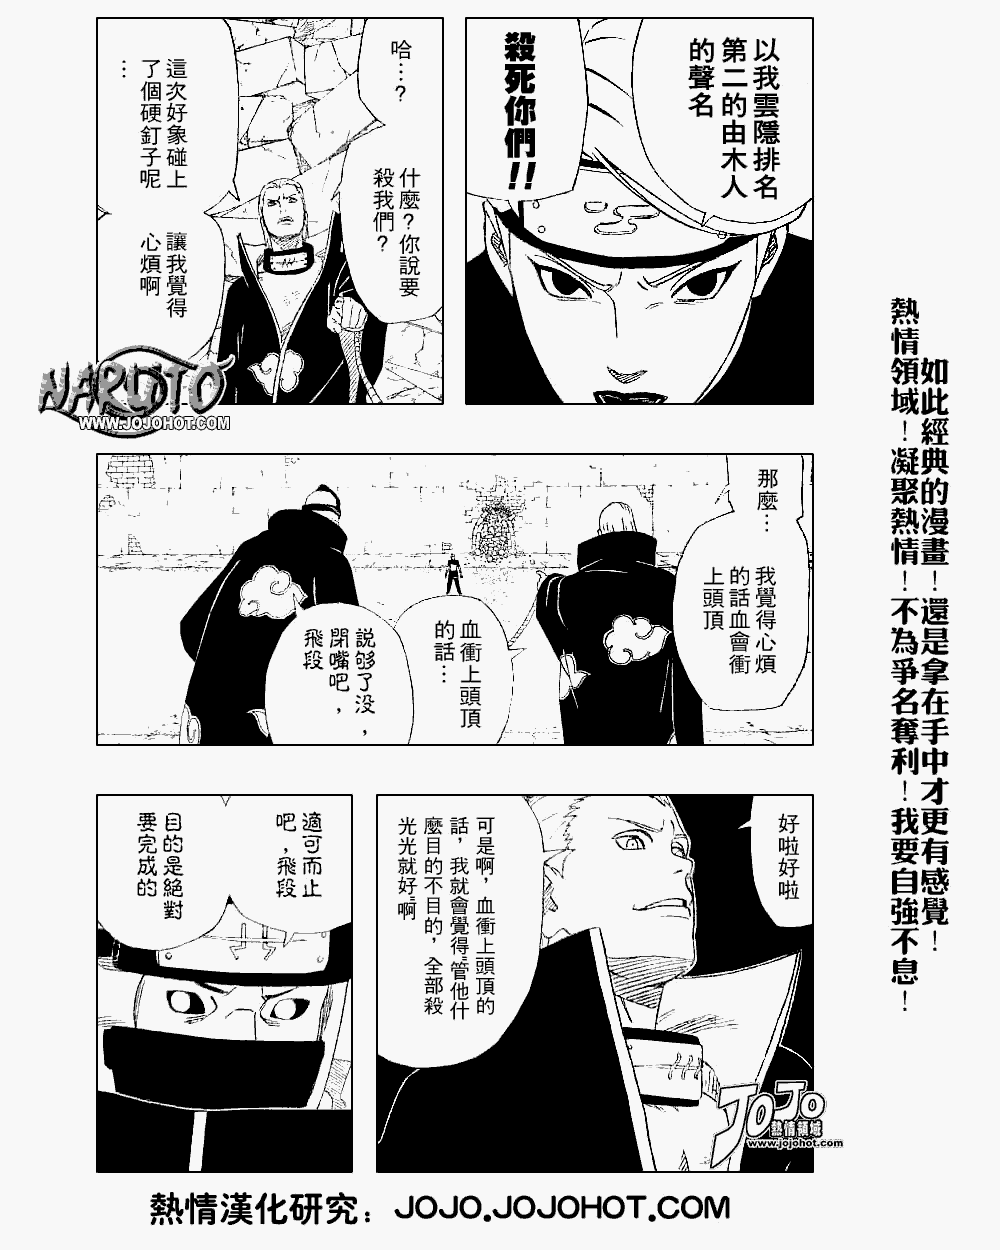 以我雲隱排名
第二的由木人
的聲名
殺死你們!!
哈…?
什麼?你說要
殺我們?
這次好象碰上
了個硬釘子呢
…
讓我覺得
心煩啊
NARUTO
WWW.JOJOHOT.COM
那麼…
我覺得心煩
的話血會衝
上頭頂
血衝上頭頂
的話…
説够了没,
閉嘴吧,
飛段
好啦好啦
可是啊,血衝上頭頂的
話,我就會覺得"管他什
麼目的不目的,全部殺
光光就好"啊
適可而止
吧,飛段
目的是絕對
要完成的
JOJO
熱情領域
www.jojohot.com
如此經典的漫畫!還是拿在手中才更有感覺!
熱情領域!凝聚熱情!不為爭名奪利!我要自強不息!
熱情漢化研究：JOJO.JOJOHOT.COM